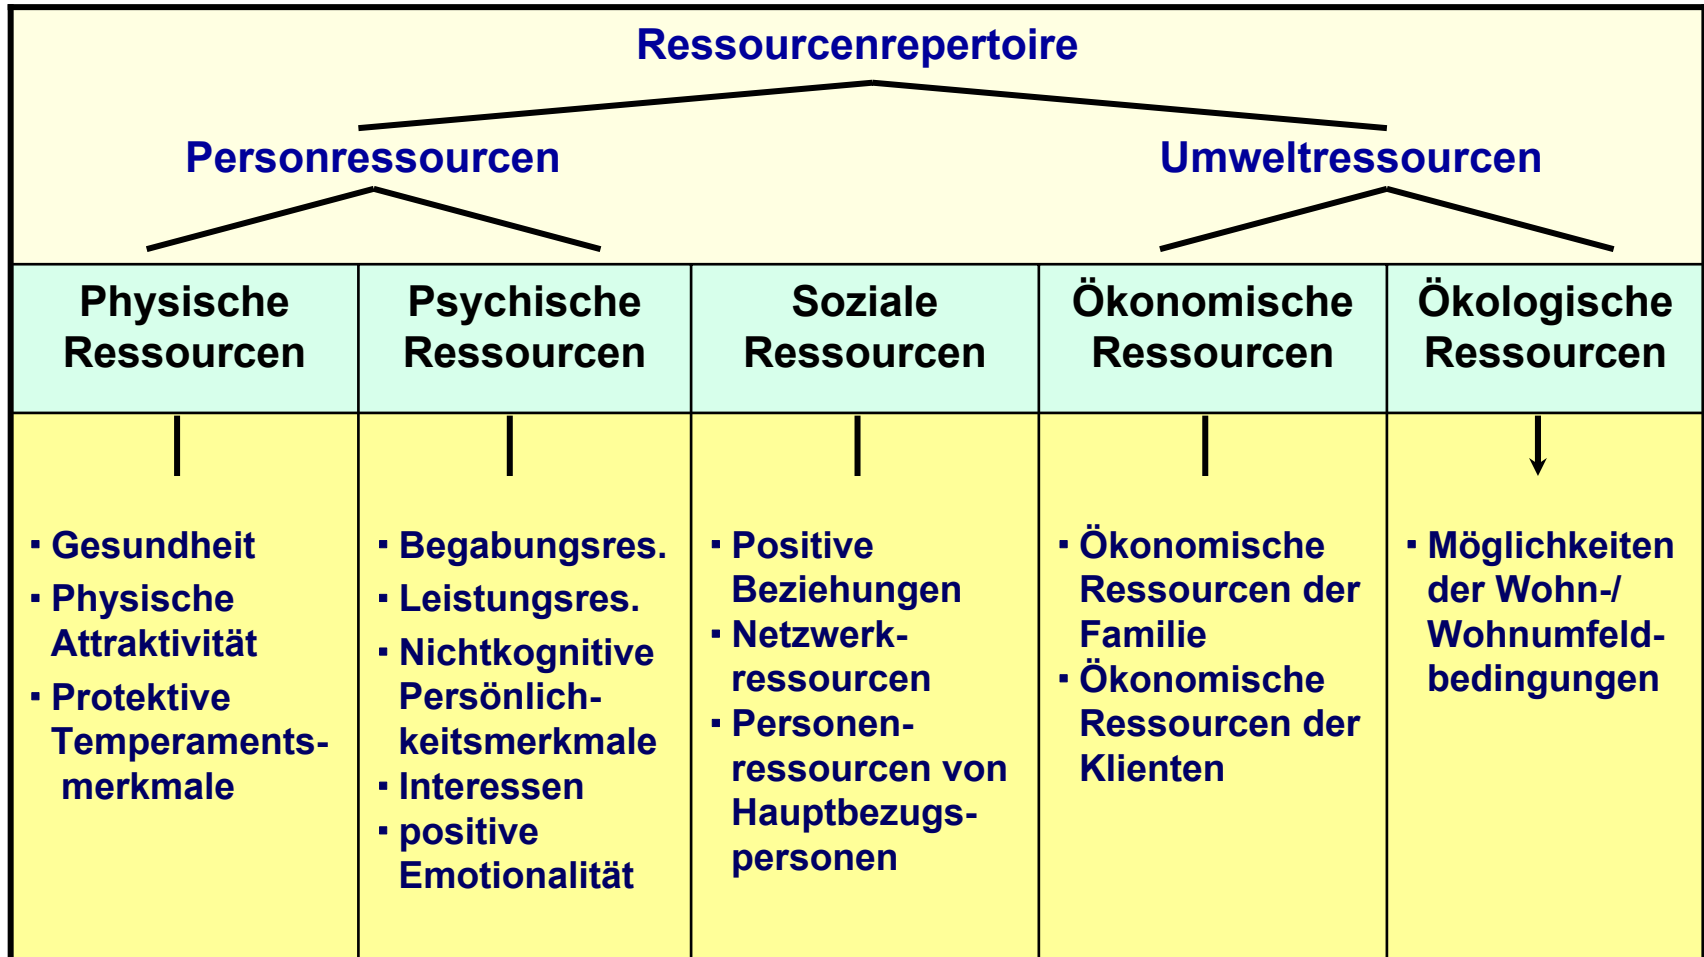 Ressourcenrepertoire
Personressourcen
Umweltressourcen
Physische
Ressourcen
Psychische
Ressourcen
Soziale
Ressourcen
Ökonomische
Ressourcen
Ökologische
Ressourcen
▪ Gesundheit
▪ Physische
Attraktivität
▪ Protektive
Temperaments-
merkmale
▪ Begabungsres.
▪ Leistungsres.
▪ Nichtkognitive
Persönlich-
keitsmerkmale
▪ Interessen
▪ positive
Emotionalität
▪ Positive
Beziehungen
▪ Netzwerk-
ressourcen
▪ Personen-
ressourcen von
Hauptbezugs-
personen
▪ Ökonomische
Ressourcen der
Familie
▪ Ökonomische
Ressourcen der
Klienten
▪ Möglichkeiten
der Wohn-/
Wohnumfeld-
bedingungen